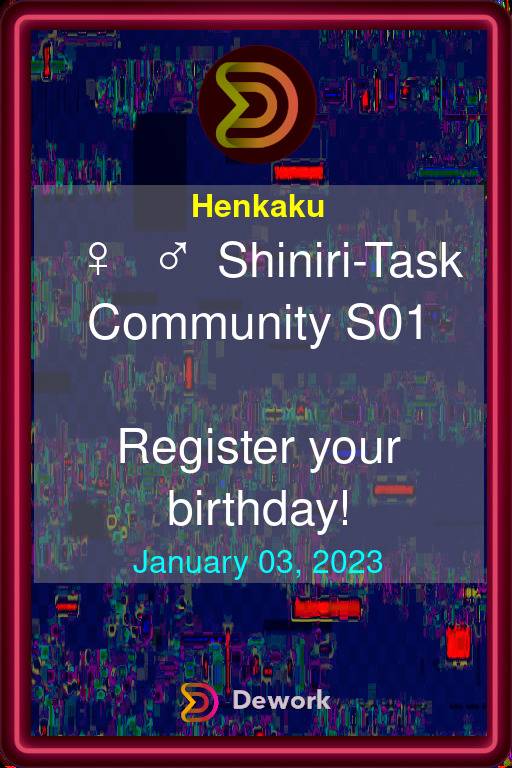 Henkaku
♀ ♂ Shiniri-Task
Community S01
Register your
birthday!
January 03, 2023
Dework